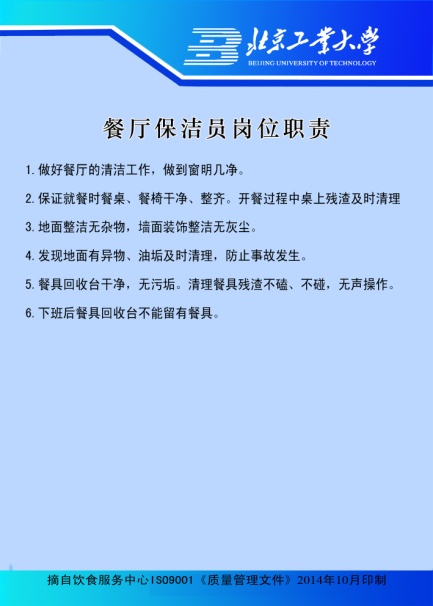 北京工业大学
BEIJING UNIVERSITY OF TECHNOLOGY
餐厅保洁员岗位职责
1.做好餐厅的清洁工作，做到窗明几净。
2.保证就餐时餐桌、餐椅干净、整齐。开餐过程中桌上残渣及时清理
3.地面整洁无杂物，墙面装饰整洁无灰尘。
4.发现地面有异物、油垢及时清理，防止事故发生。
5.餐具回收台干净，无污垢。清理餐具残渣不磕、不碰，无声操作。
6.下班后餐具回收台不能留有餐具。
摘自饮食服务中心ISO9001《质量管理文件》2014年10月印制